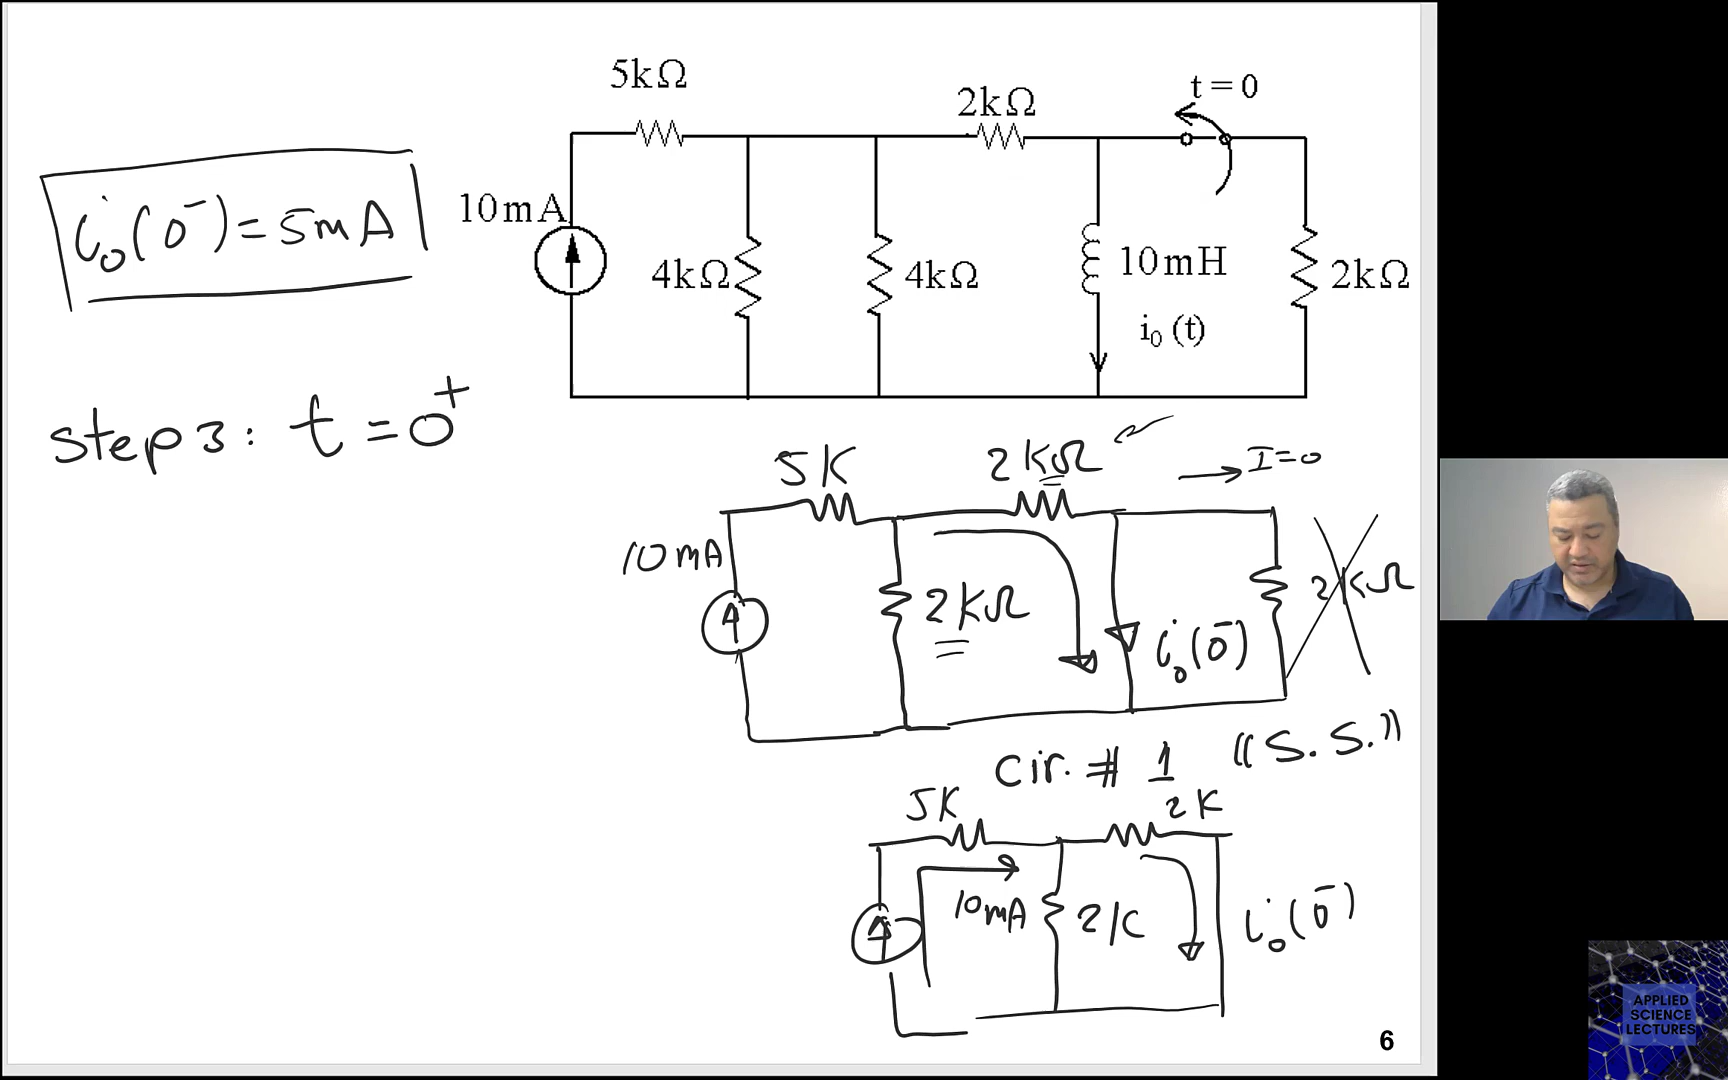 5kΩ
2kΩ
t = 0
10mA
4kΩ
4kΩ
10mH
2kΩ
i₀ (t)
i₀(0⁻) = 5mA
step 3: t = 0⁺
5K
2KΩ
I=0
10mA
2KΩ
i₀(0⁻)
2KΩ
Cir. # 1 "S.S."
5K
2K
10mA
2K
i₀(0⁻)
6
APPLIED
SCIENCE
LECTURES